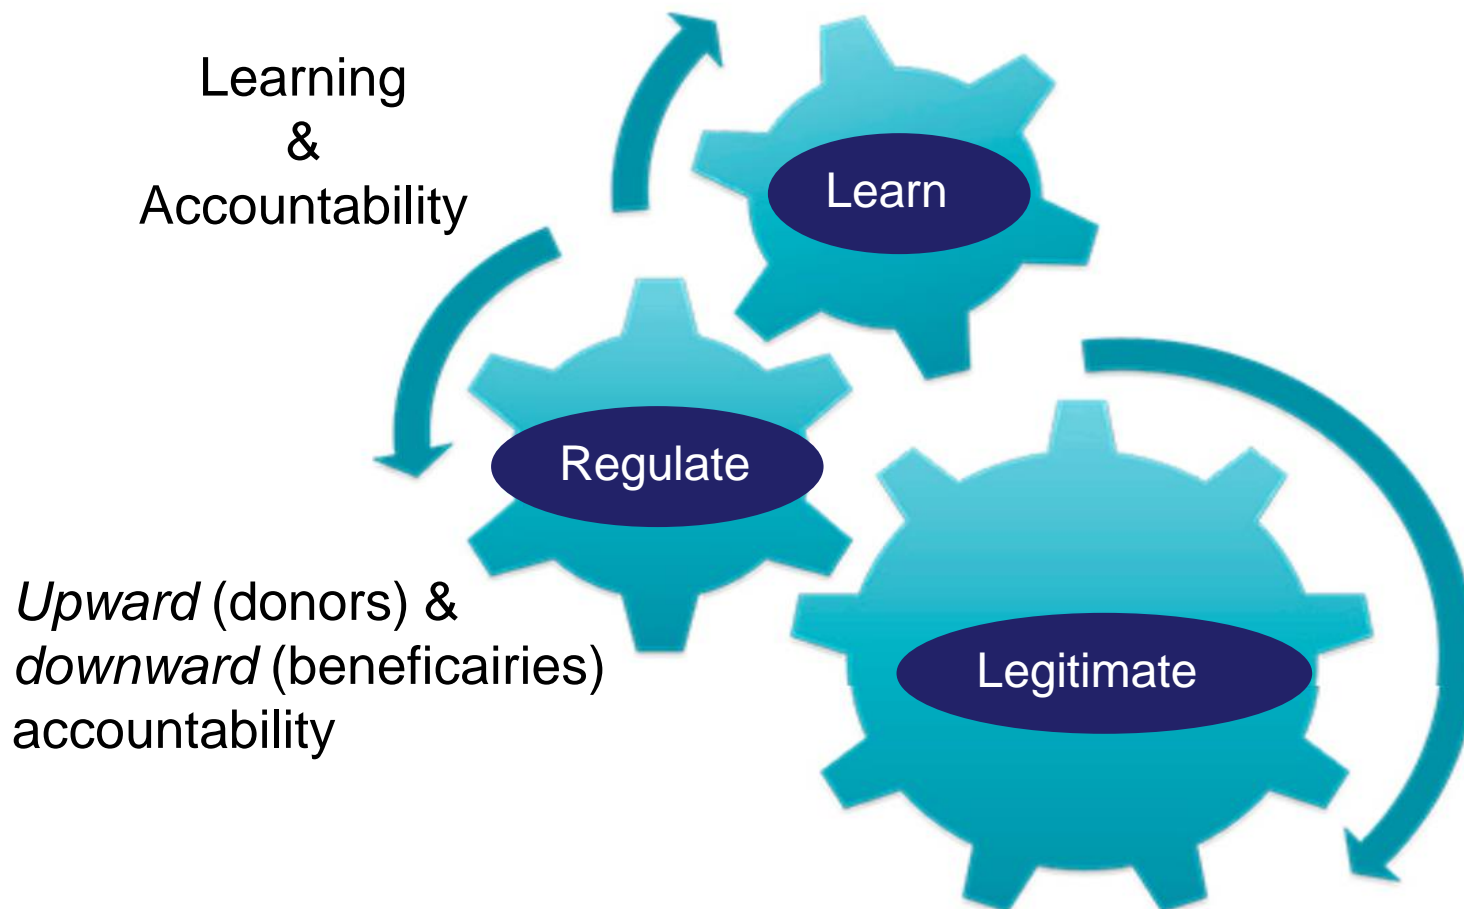 Learning
&
Accountability
Learn
Regulate
Upward (donors) &
downward (beneficairies)
accountability
Legitimate